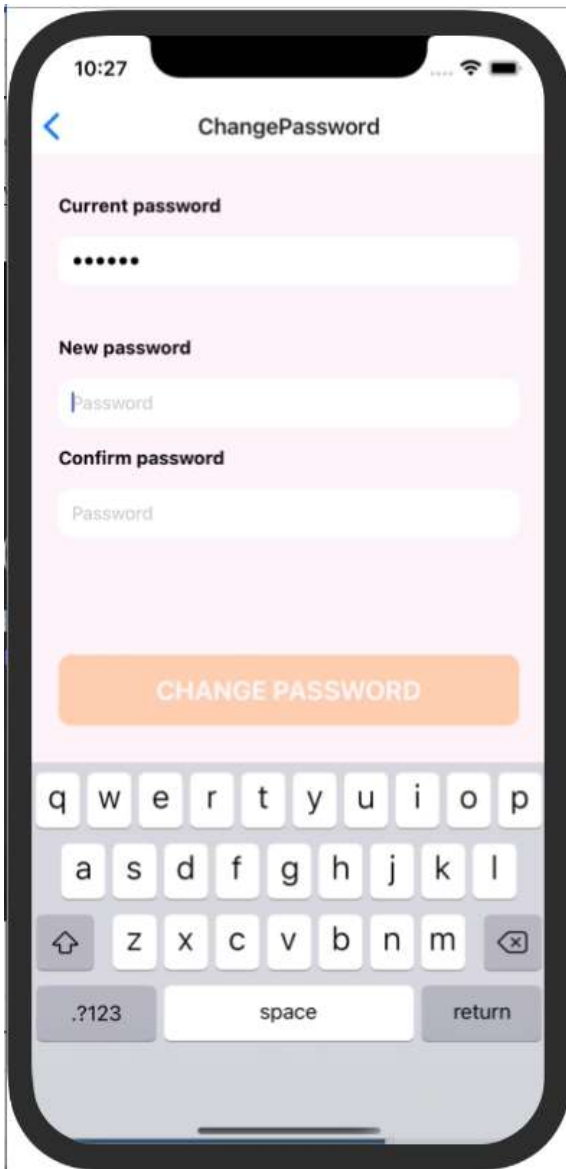 10:27
ChangePassword
Current password
••••••
New password
Password
Confirm password
Password
CHANGE PASSWORD
q w e r t y u i o p
a s d f g h j k l
z x c v b n m
.?123 space return